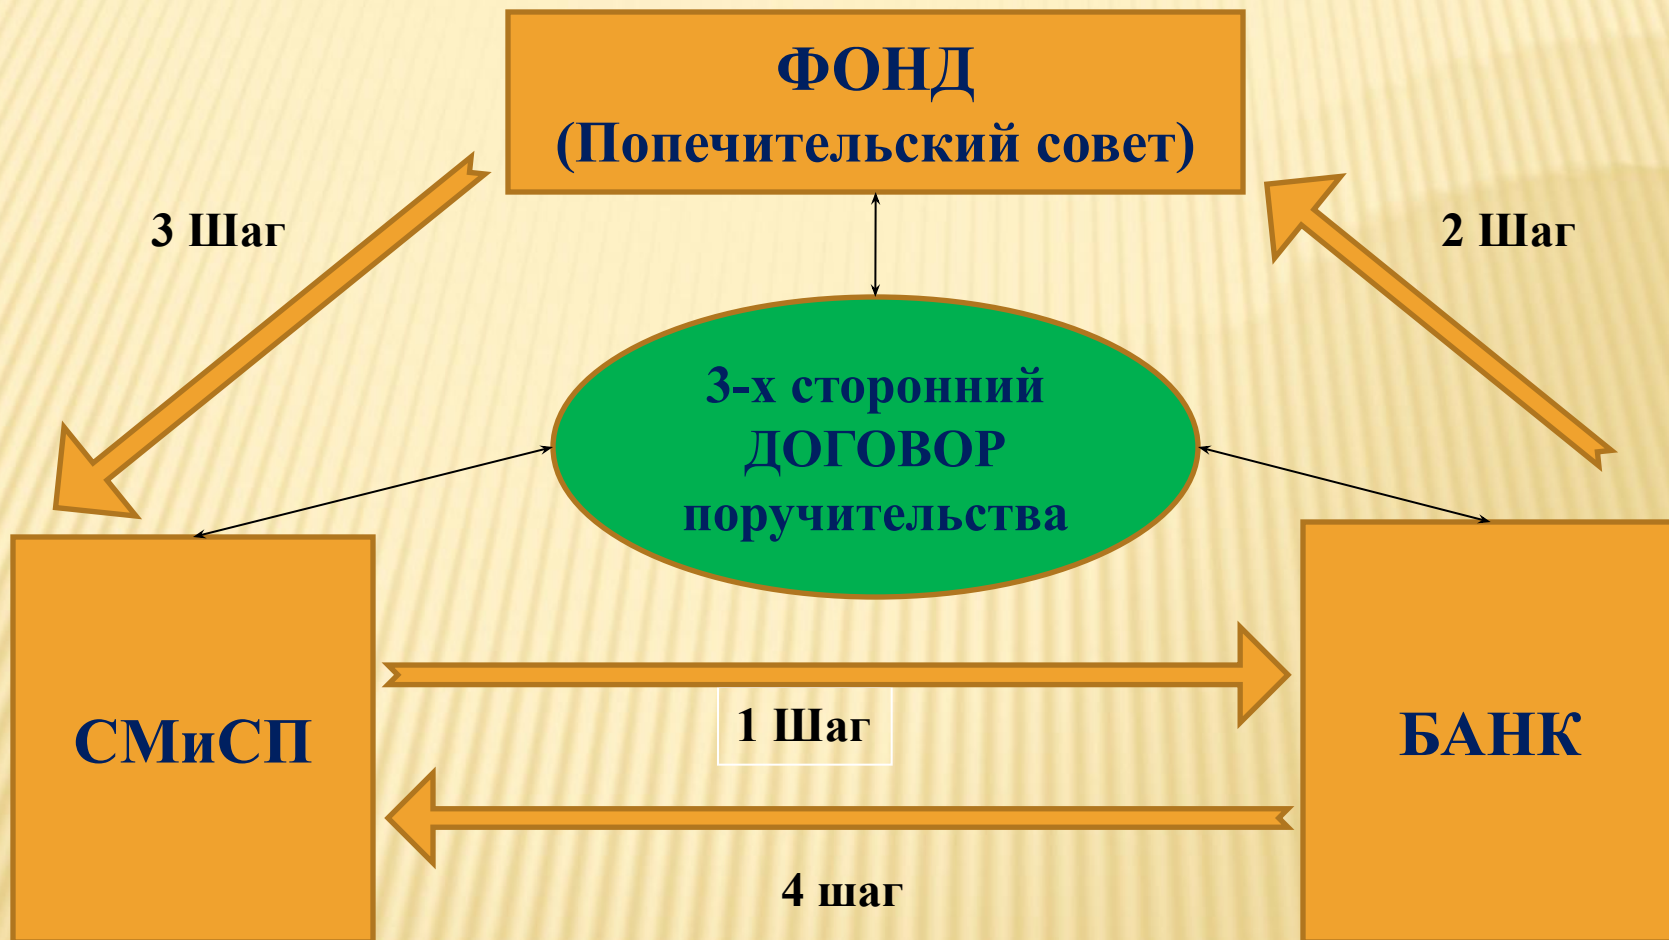 ФОНД
(Попечительский совет)
3 Шаг
2 Шаг
3-х сторонний
ДОГОВОР
поручительства
СМиСП
1 Шаг
БАНК
4 шаг